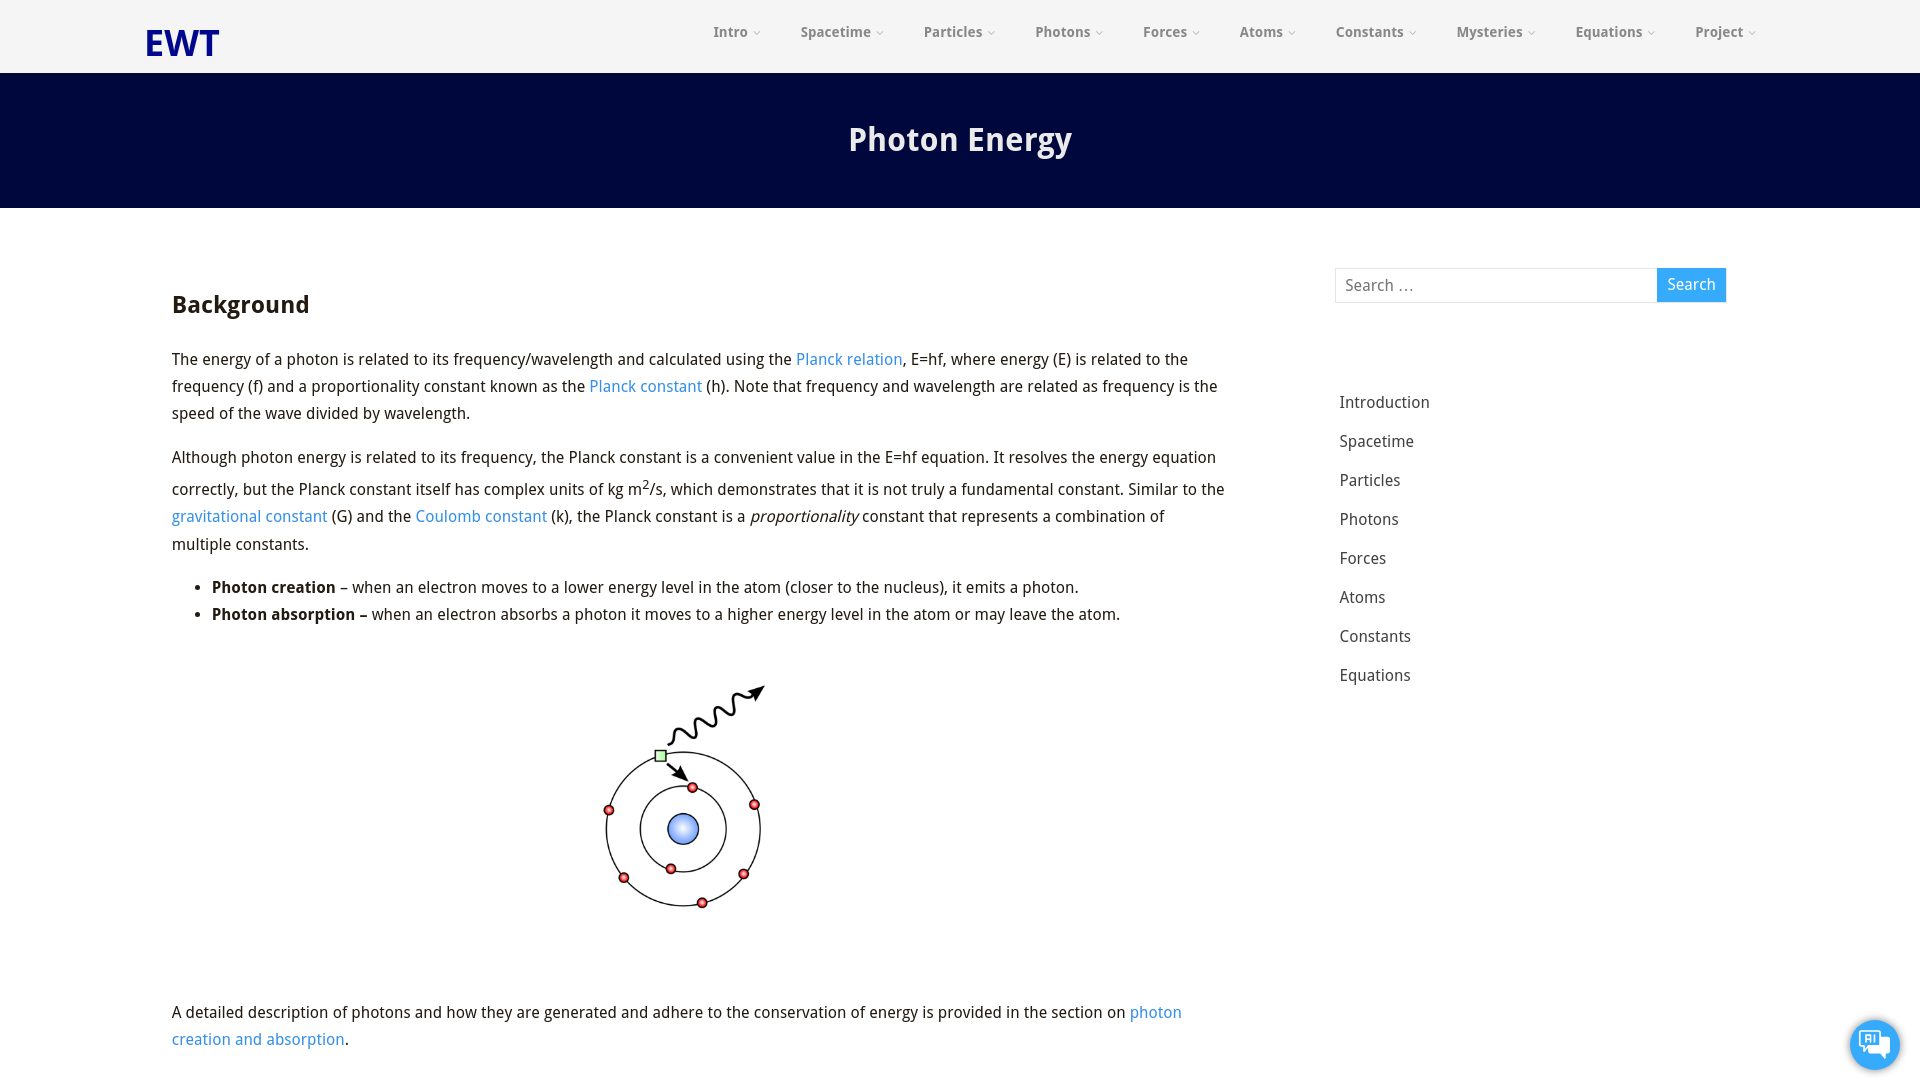 EWT
Intro
Spacetime
Particles
Photons
Forces
Atoms
Constants
Mysteries
Equations
Project
Photon Energy
Background
The energy of a photon is related to its frequency/wavelength and calculated using the Planck relation, E=hf, where energy (E) is related to the
frequency (f) and a proportionality constant known as the Planck constant (h). Note that frequency and wavelength are related as frequency is the
speed of the wave divided by wavelength.
Although photon energy is related to its frequency, the Planck constant is a convenient value in the E=hf equation. It resolves the energy equation
correctly, but the Planck constant itself has complex units of kg m2/s, which demonstrates that it is not truly a fundamental constant. Similar to the
gravitational constant (G) and the Coulomb constant (k), the Planck constant is a proportionality constant that represents a combination of
multiple constants.
• Photon creation – when an electron moves to a lower energy level in the atom (closer to the nucleus), it emits a photon.
• Photon absorption – when an electron absorbs a photon it moves to a higher energy level in the atom or may leave the atom.
A detailed description of photons and how they are generated and adhere to the conservation of energy is provided in the section on photon
creation and absorption.
Search …
Search
Introduction
Spacetime
Particles
Photons
Forces
Atoms
Constants
Equations
AI